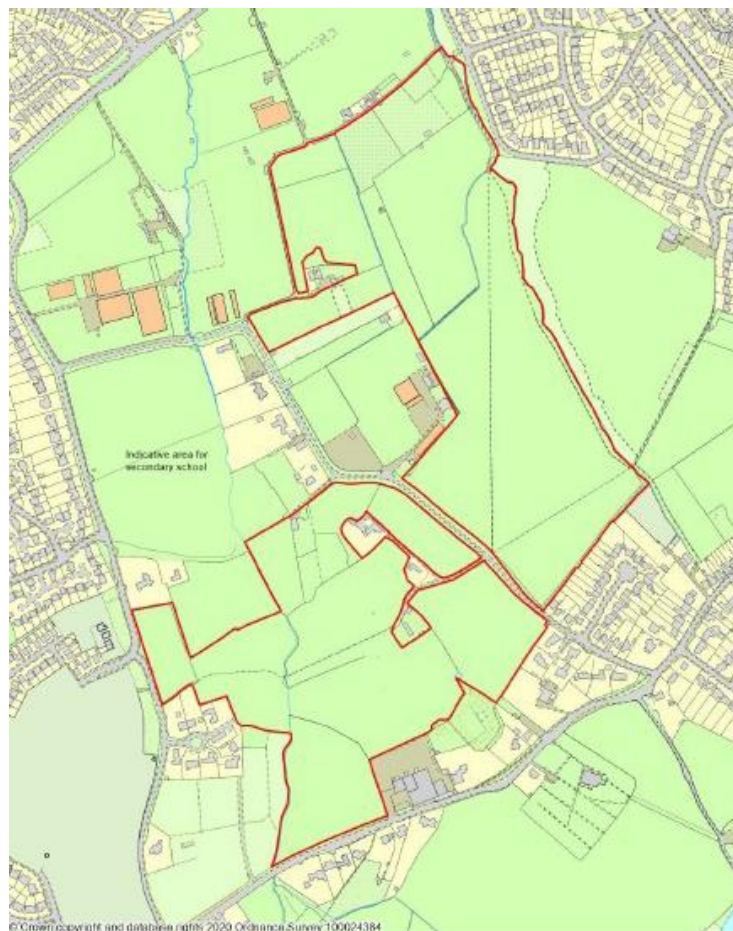 Indicative area for
secondary school
© Crown copyright and database rights 2020 Ordnance Survey 100024384